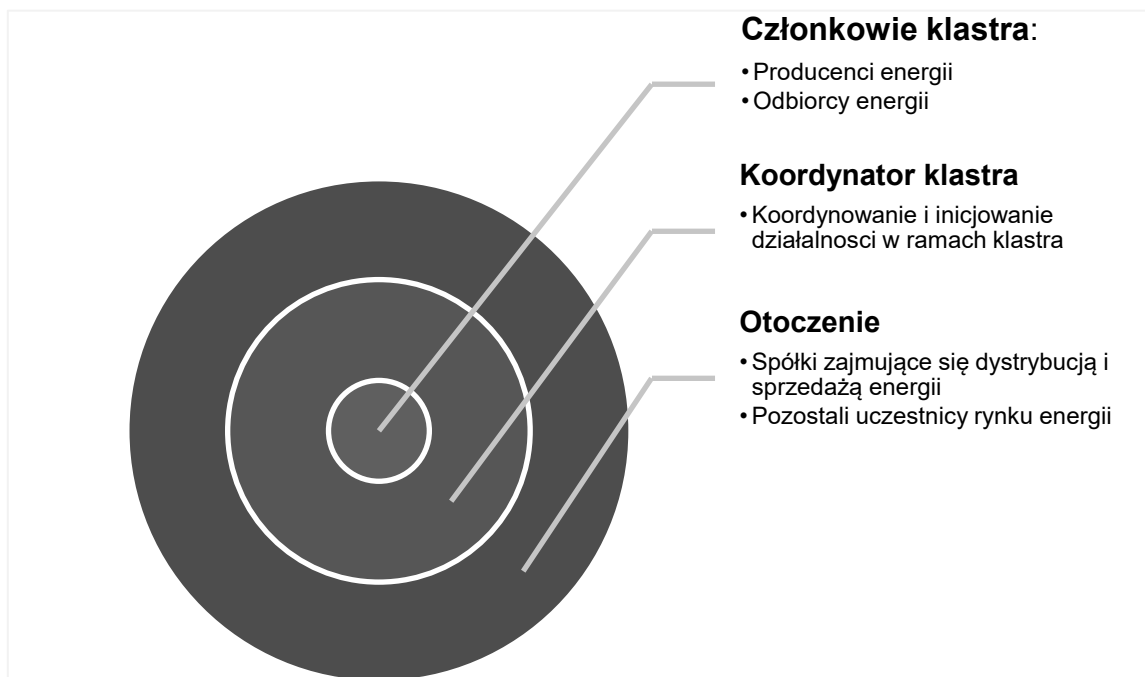 Członkowie klastra:
• Producenci energii
• Odbiorcy energii
Koordynator klastra
• Koordynowanie i inicjowanie
działalnosci w ramach klastra
Otoczenie
• Spółki zajmujące się dystrybucją i
sprzedażą energii
• Pozostali uczestnicy rynku energii